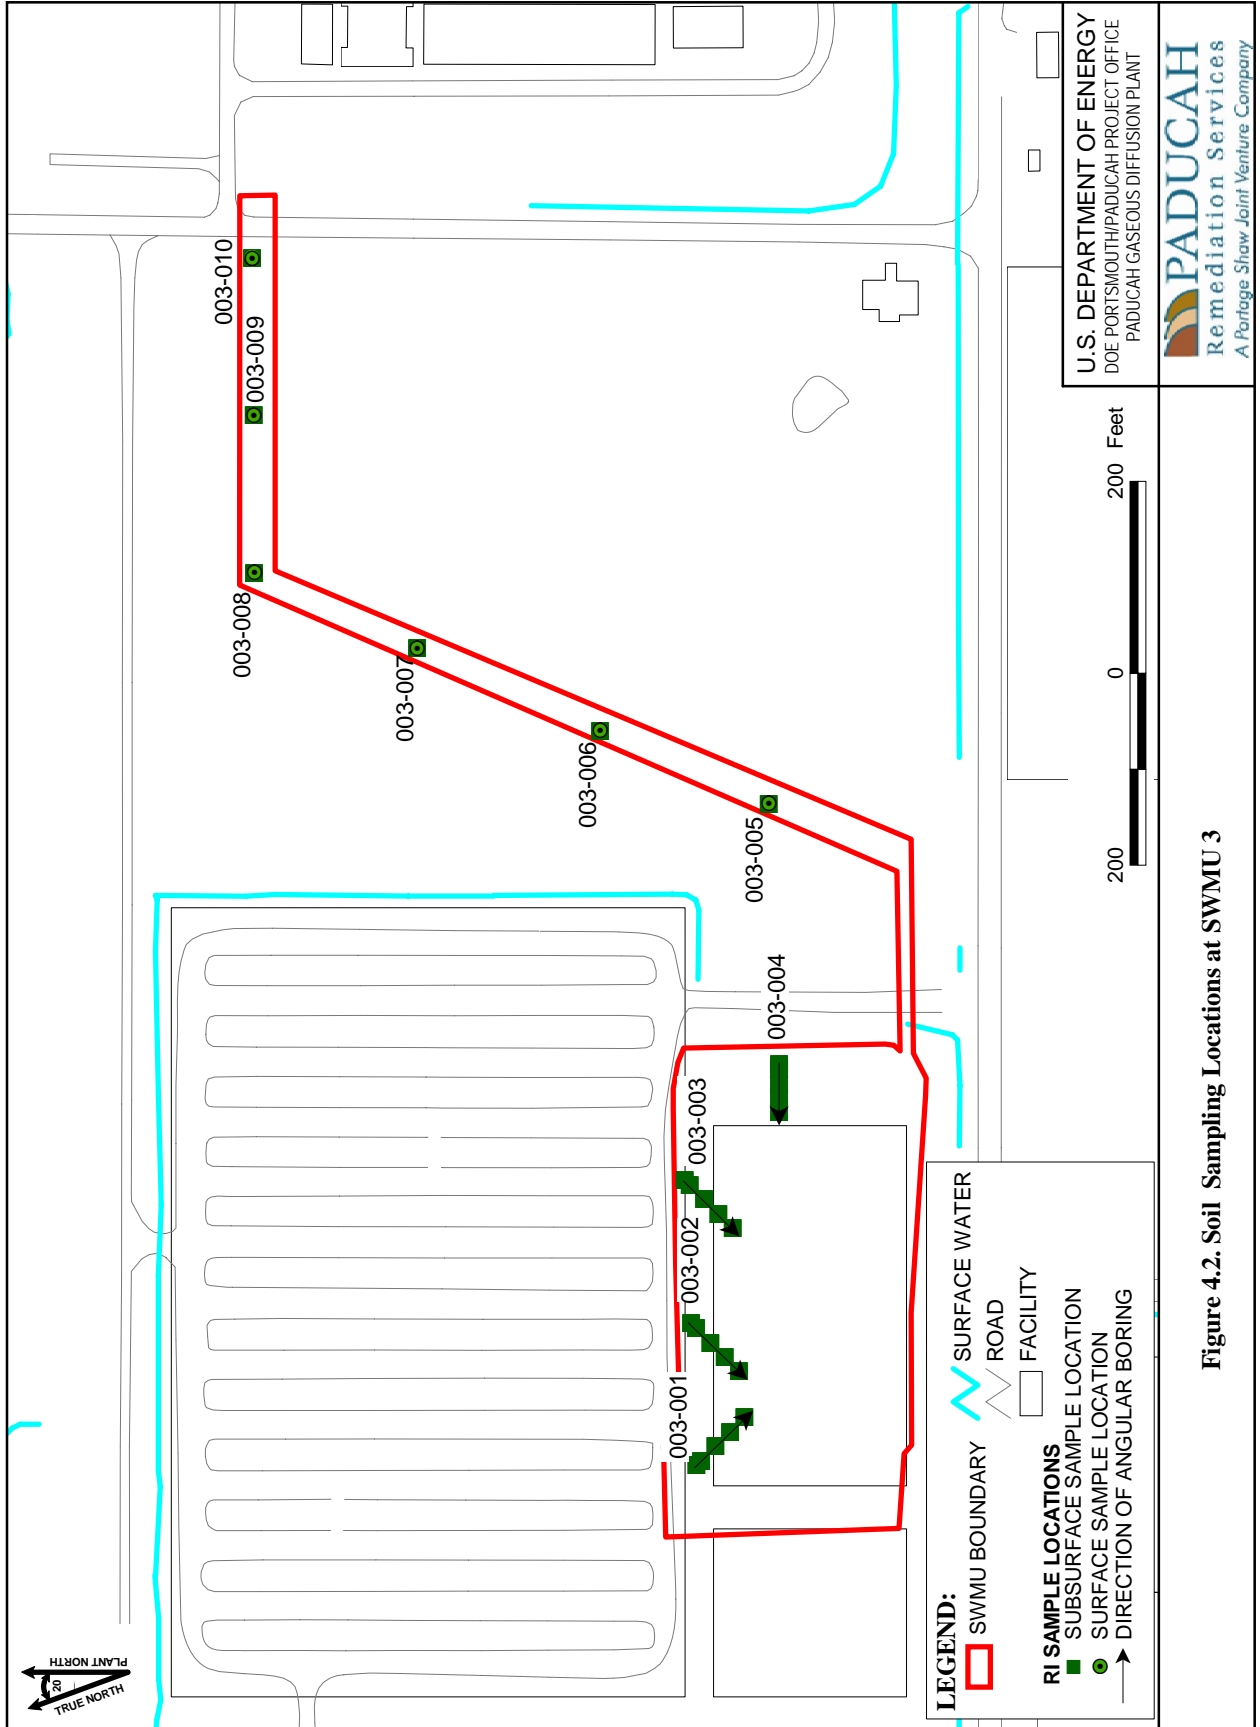 003-010
003-009
003-008
003-007
003-006
003-005
003-004
003-003
003-002
003-001
PLANT NORTH
20
TRUE NORTH
LEGEND:
SWMU BOUNDARY
SURFACE WATER
ROAD
FACILITY
RI SAMPLE LOCATIONS
SUBSURFACE SAMPLE LOCATION
SURFACE SAMPLE LOCATION
DIRECTION OF ANGULAR BORING
200 0 200 Feet
U.S. DEPARTMENT OF ENERGY
DOE PORTSMOUTH/PADUCAH PROJECT OFFICE
PADUCAH GASEOUS DIFFUSION PLANT
PADUCAH
Remediation Services
A Portage Shaw Joint Venture Company
Figure 4.2. Soil Sampling Locations at SWMU 3